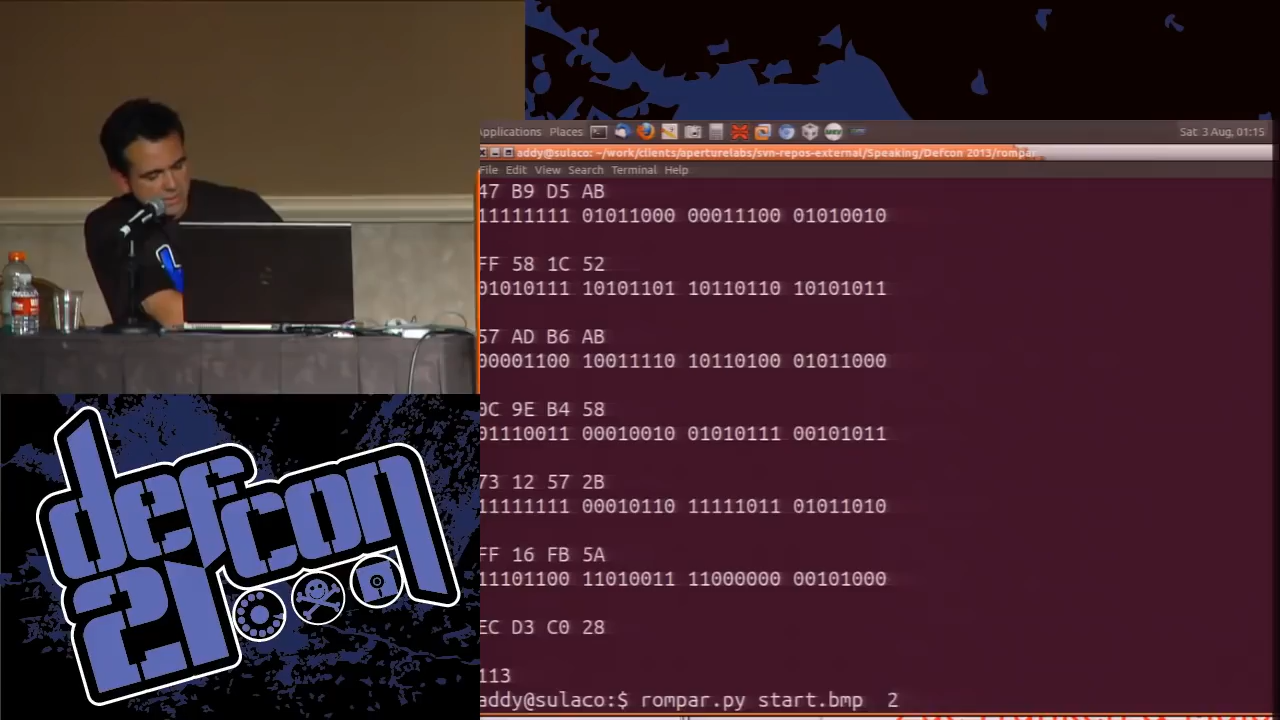 Applications Places Sat 3 Aug, 01:15
addy@sulaco: ~/work/clients/aperturelabs/svn-repos-external/Speaking/Defcon 2013/rompar
File Edit View Search Terminal Help
47 B9 D5 AB
11111111 01011000 00011100 01010010
FF 58 1C 52
01010111 10101101 10110110 10101011
57 AD B6 AB
00001100 10011110 10110100 01011000
0C 9E B4 58
01110011 00010010 01010111 00101011
73 12 57 2B
11111111 00010110 11111011 01011010
FF 16 FB 5A
11101100 11010011 11000000 00101000
EC D3 C0 28
113
addy@sulaco:$ rompar.py start.bmp 2
defcon
21